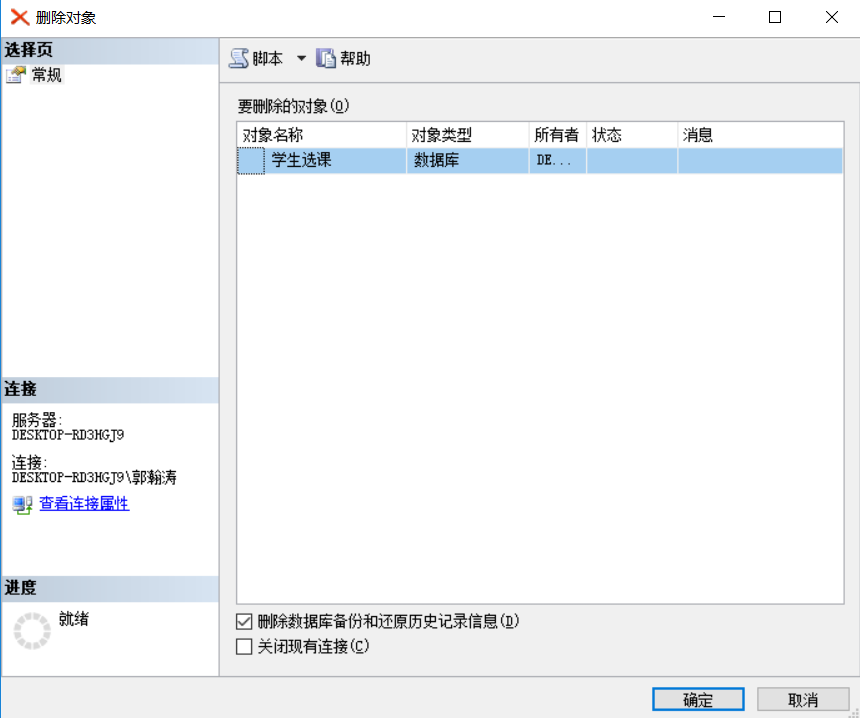 删除对象
选择页
常规
脚本 帮助
要删除的对象(O)
对象名称 对象类型 所有者 状态 消息
学生选课 数据库 DE...
连接
服务器:
DESKTOP-RD3HGJ9
连接:
DESKTOP-RD3HGJ9\郭瀚涛
查看连接属性
进度
就绪
删除数据库备份和还原历史记录信息(D)
关闭现有连接(C)
确定 取消